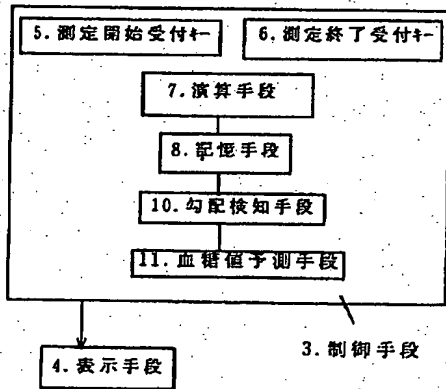 5.測定開始受付キー
6.測定終了受付キー
7.演算手段
8.記憶手段
10.勾配検知手段
11.血糖値予測手段
3.制御手段
4.表示手段